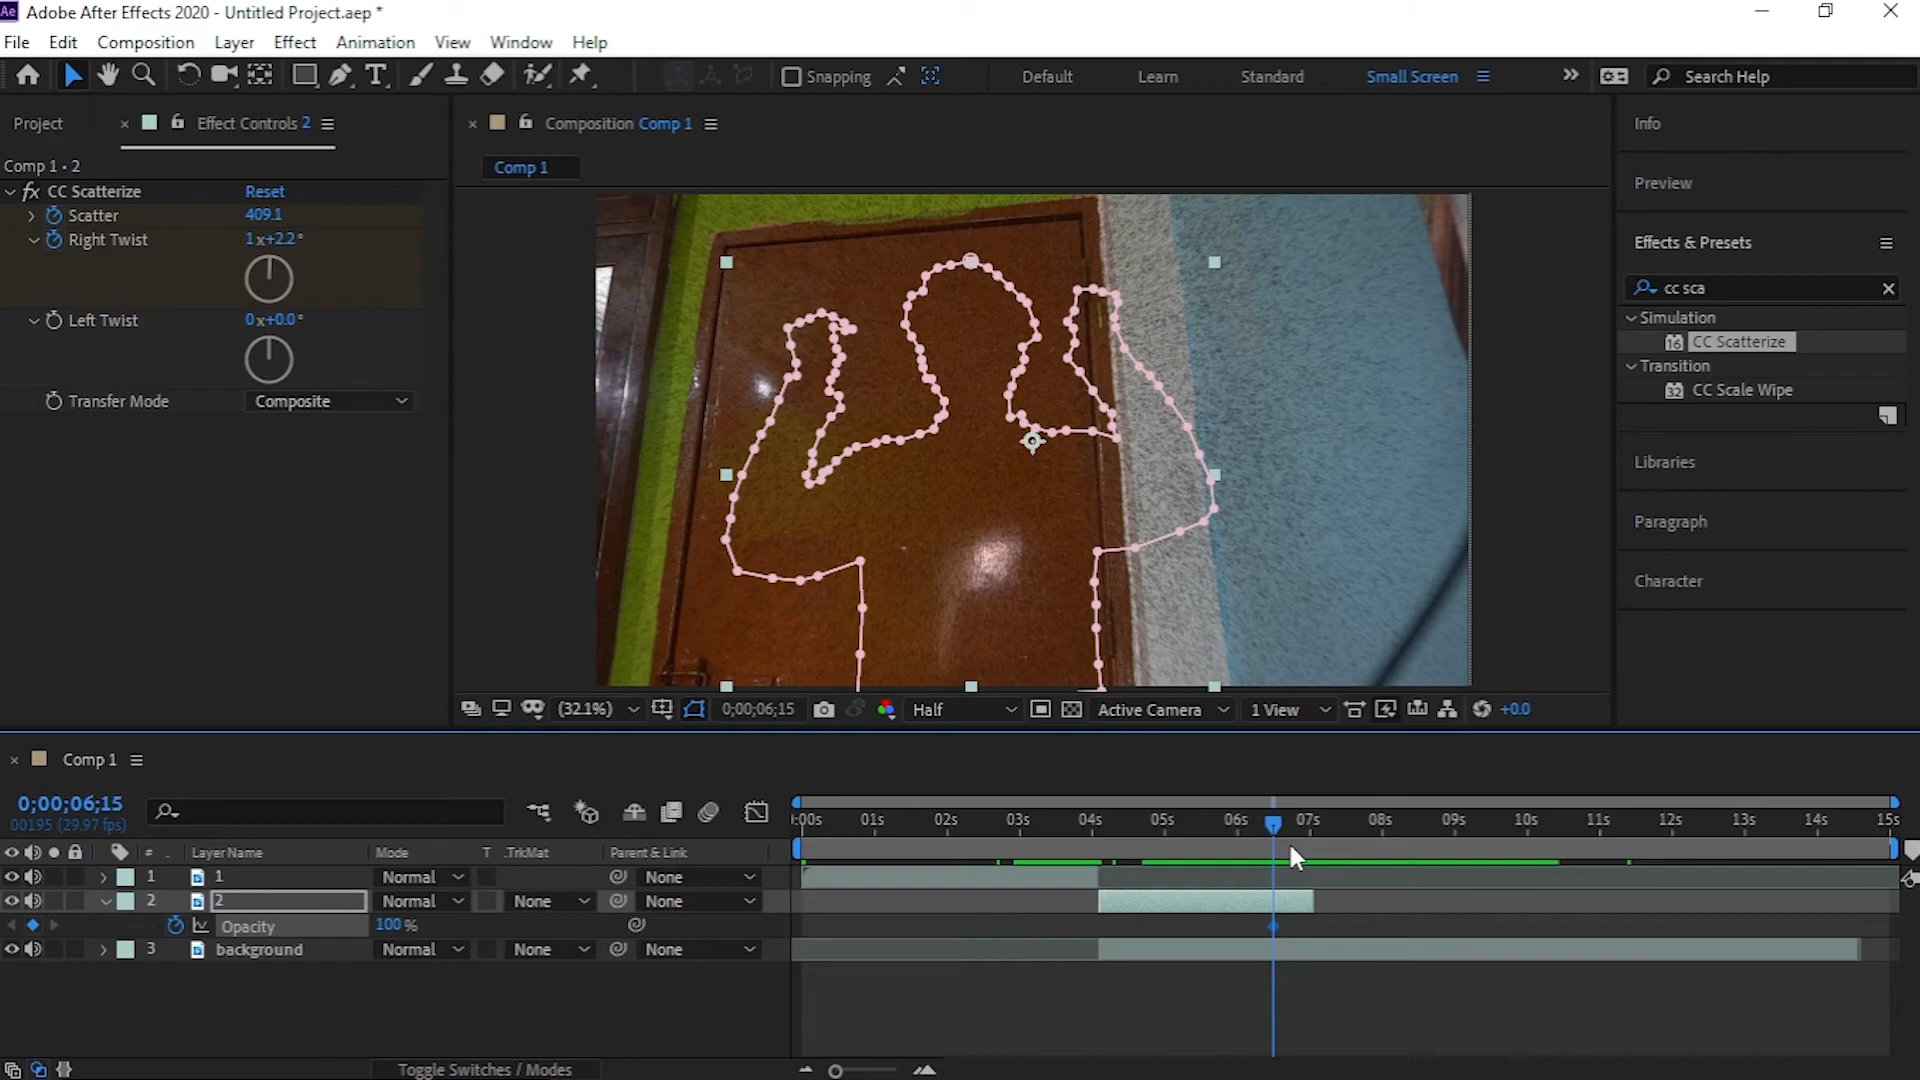 Ae Adobe After Effects 2020 - Untitled Project.aep *
File Edit Composition Layer Effect Animation View Window Help
Snapping Default Learn Standard Small Screen Search Help
Project Effect Controls 2
Comp 1 • 2
fx CC Scatterize Reset
Scatter 409.1
Right Twist 1x+2.2°
Left Twist 0x+0.0°
Transfer Mode Composite
Composition Comp 1
Comp 1
(32.1%) 0;00;06;15 Half Active Camera 1 View +0.0
Info
Preview
Effects & Presets
cc sca
Simulation
16 CC Scatterize
Transition
32 CC Scale Wipe
Libraries
Paragraph
Character
Comp 1
0;00;06;15
00195 (29.97 fps)
:00s 01s 02s 03s 04s 05s 06s 07s 08s 09s 10s 11s 12s 13s 14s 15s
# Layer Name Mode T .TrkMat Parent & Link
1 1 Normal None
2 2 Normal None None
Opacity 100 %
3 background Normal None None
Toggle Switches / Modes